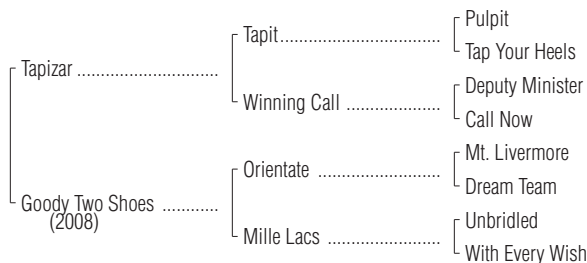 Pulpit
Tapit..............................
Tap Your Heels
Tapizar ..........................
Deputy Minister
Winning Call ..................
Call Now
Mt. Livermore
Orientate .......................
Dream Team
Goody Two Shoes ...........
(2008)
Unbridled
Mille Lacs ......................
With Every Wish